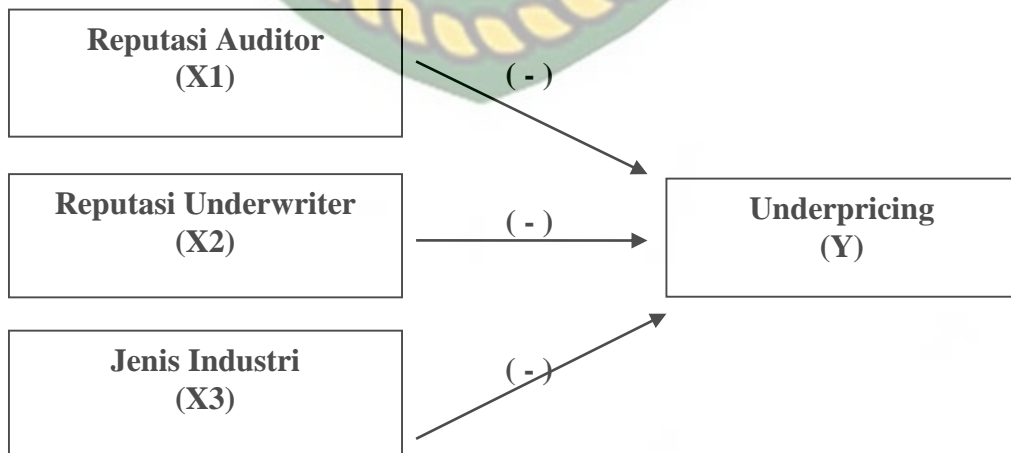 Reputasi Auditor
(X1)
( - )
Reputasi Underwriter
(X2)
( - )
Underpricing
(Y)
Jenis Industri
(X3)
( - )